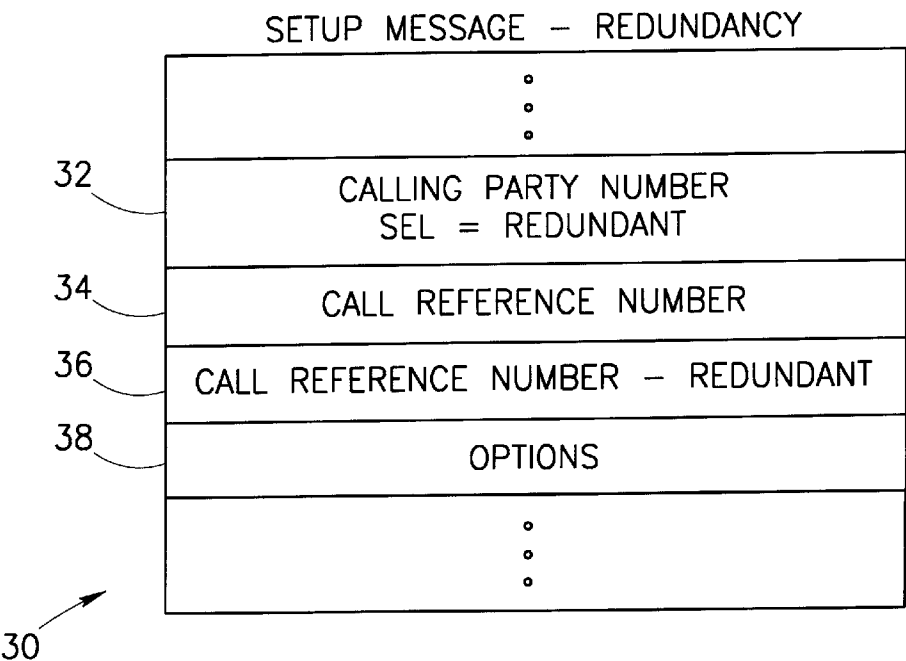 SETUP MESSAGE – REDUNDANCY
32
CALLING PARTY NUMBER
SEL = REDUNDANT
34
CALL REFERENCE NUMBER
36
CALL REFERENCE NUMBER – REDUNDANT
38
OPTIONS
30